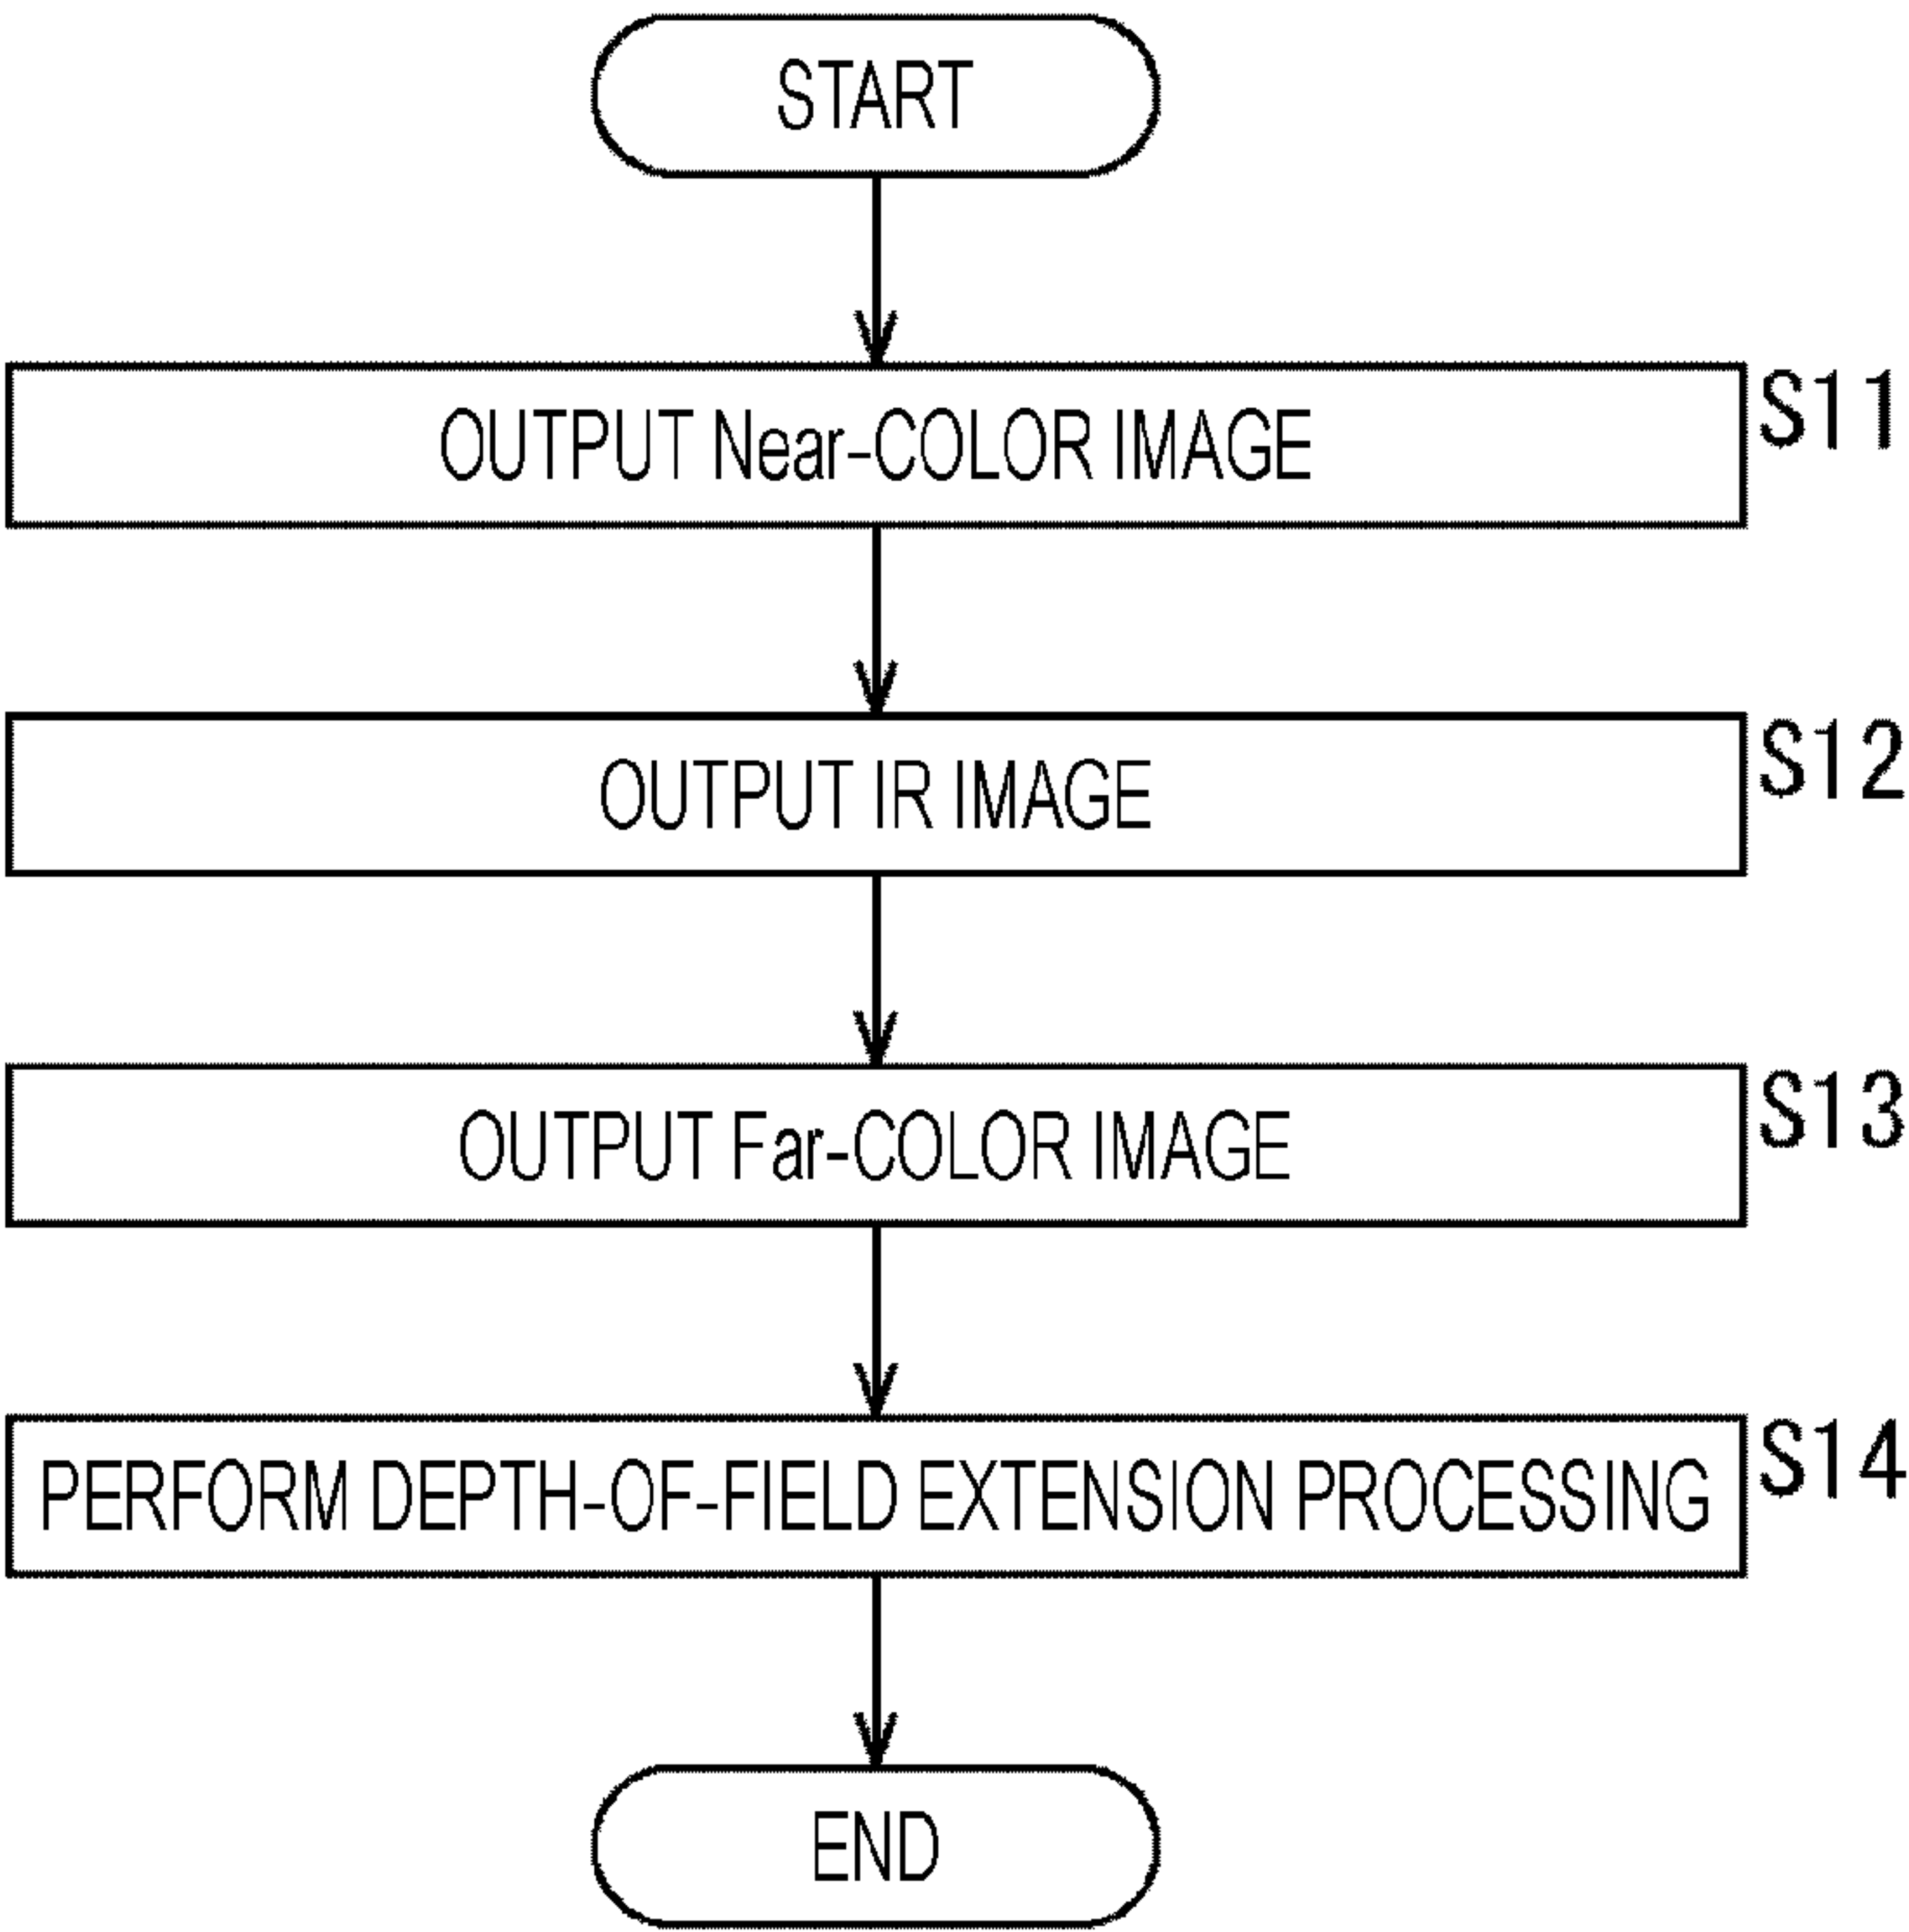 START
OUTPUT Near-COLOR IMAGE
S11
OUTPUT IR IMAGE
S12
OUTPUT Far-COLOR IMAGE
S13
PERFORM DEPTH-OF-FIELD EXTENSION PROCESSING
S14
END